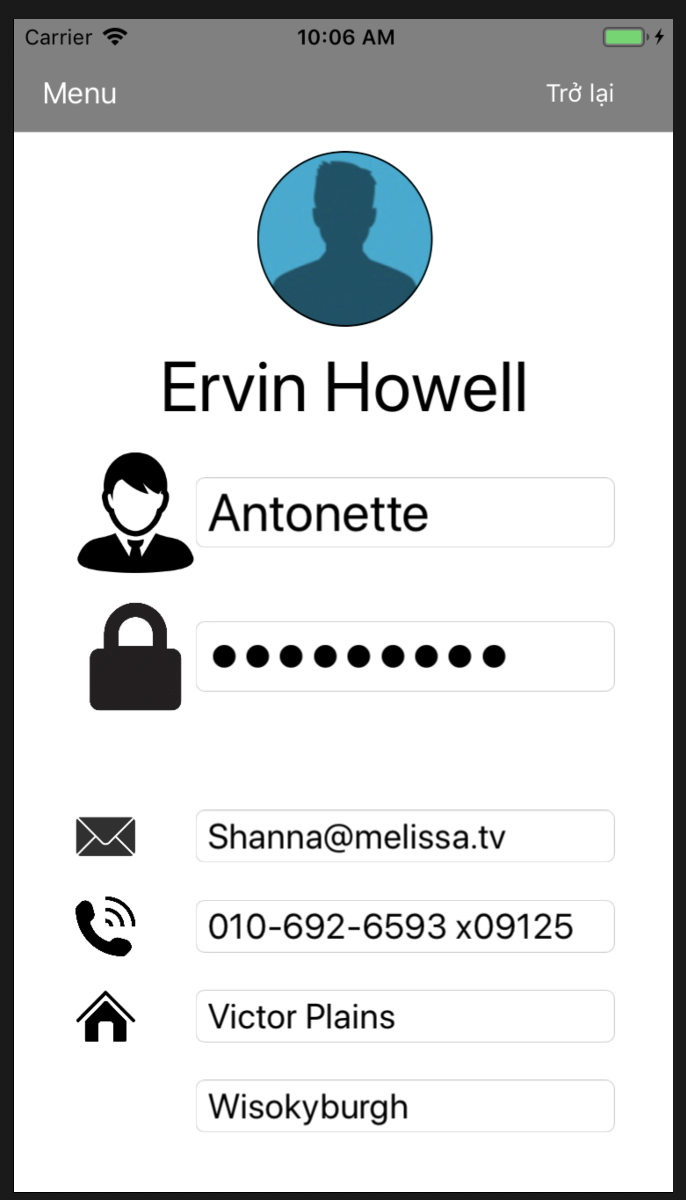 Carrier 10:06 AM
Menu Trở lại
Ervin Howell
Antonette
●●●●●●●●●
Shanna@melissa.tv
010-692-6593 x09125
Victor Plains
Wisokyburgh